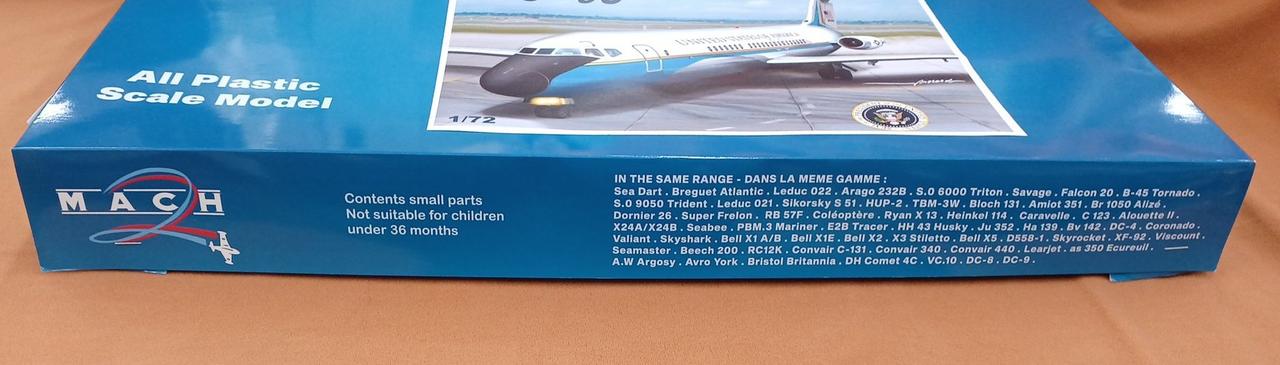 All Plastic
Scale Model
UNITED STATES OF AMERICA
1/72
MACH
2
Contents small parts
Not suitable for children
under 36 months
IN THE SAME RANGE - DANS LA MEME GAMME :
Sea Dart . Breguet Atlantic . Leduc 022 . Arago 232B . S.0 6000 Triton . Savage . Falcon 20 . B-45 Tornado .
S.0 9050 Trident . Leduc 021 . Sikorsky S 51 . HUP-2 . TBM-3W . Bloch 131 . Amiot 351 . Br 1050 Alizé .
Dornier 26 . Super Frelon . RB 57F . Coléoptère . Ryan X 13 . Heinkel 114 . Caravelle . C 123 . Alouette II .
X24A/X24B . Seabee . PBM.3 Mariner . E2B Tracer . HH 43 Husky . Ju 352 . Ha 139 . Bv 142 . DC-4 . Coronado .
Valiant . Skyshark . Bell X1 A/B . Bell X1E . Bell X2 . X3 Stiletto . Bell X5 . D558-1 . Skyrocket . XF-92 . Viscount .
Seamaster . Beech 200 . RC12K . Convair C-131 . Convair 340 . Convair 440 . Learjet . as 350 Ecureuil .
A.W Argosy . Avro York . Bristol Britannia . DH Comet 4C . VC.10 . DC-8 . DC-9 .